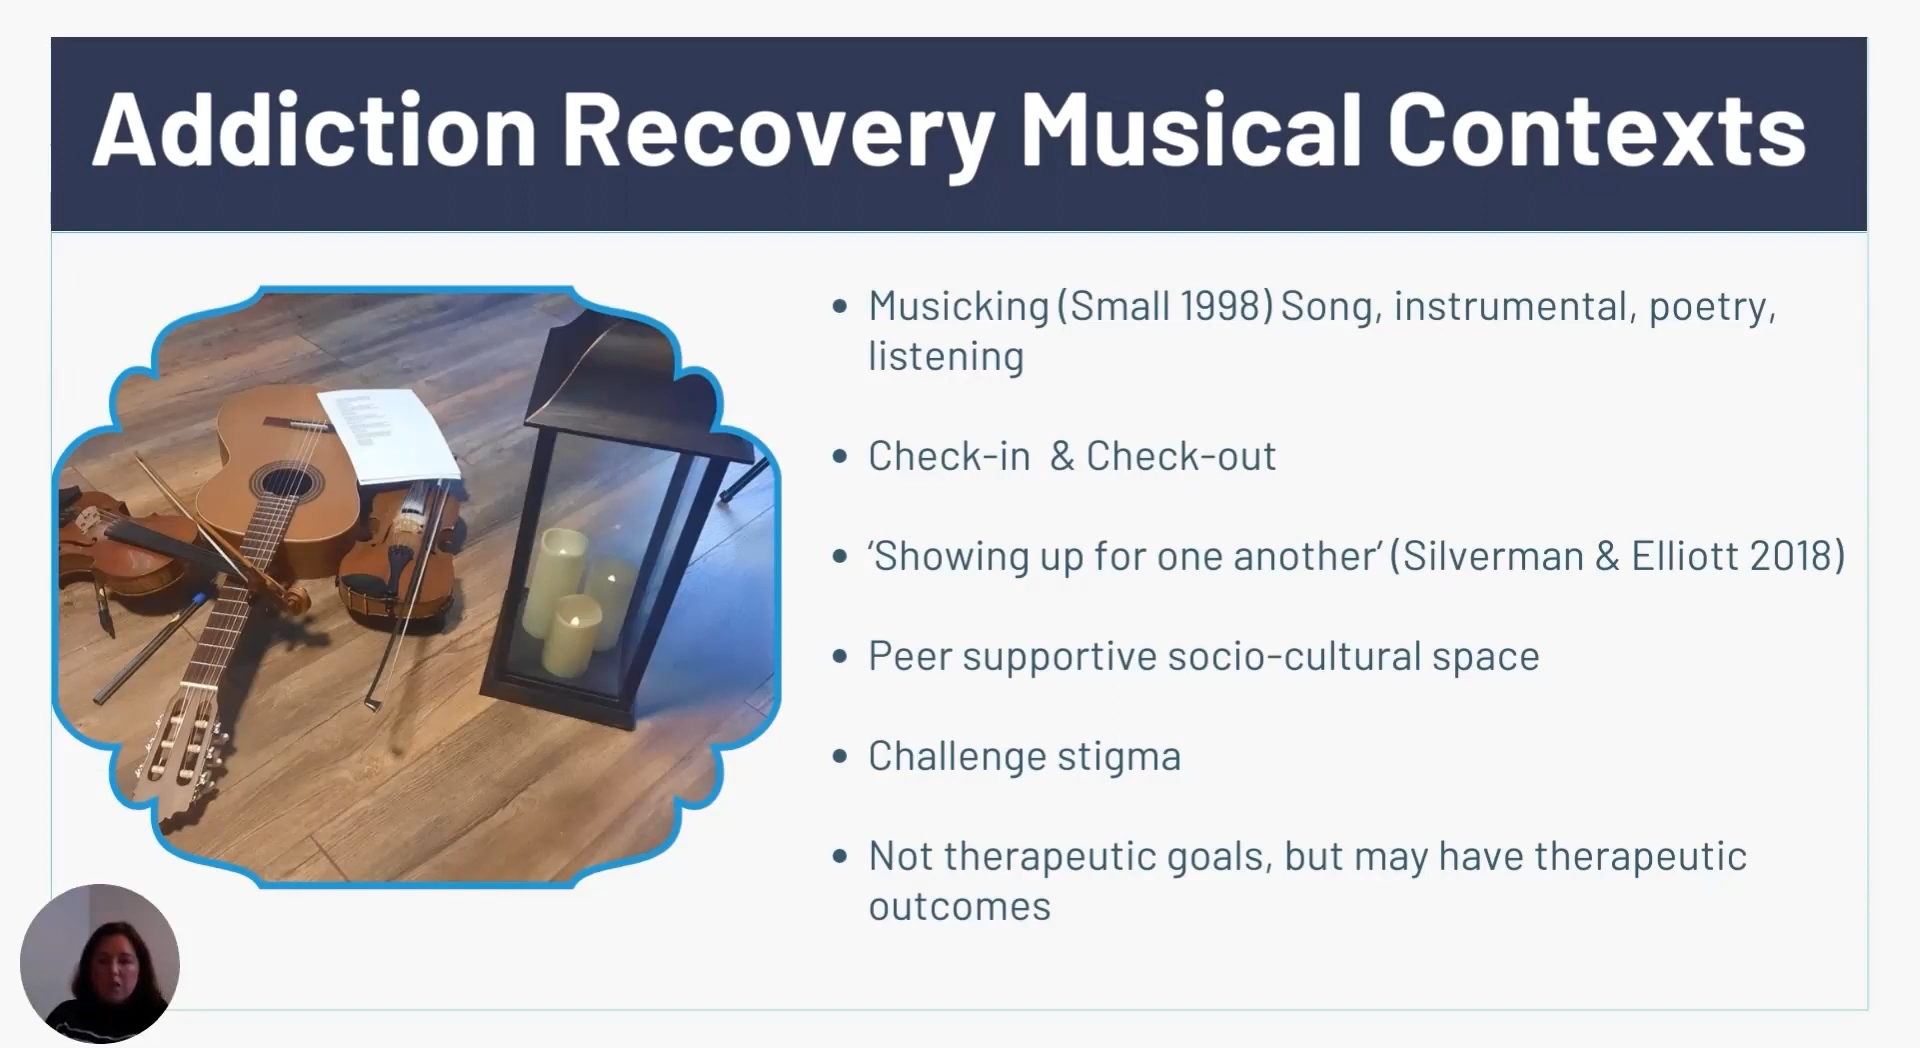 Addiction Recovery Musical Contexts
• Musicking (Small 1998) Song, instrumental, poetry,
listening
• Check-in & Check-out
• ‘Showing up for one another’ (Silverman & Elliott 2018)
• Peer supportive socio-cultural space
• Challenge stigma
• Not therapeutic goals, but may have therapeutic
outcomes